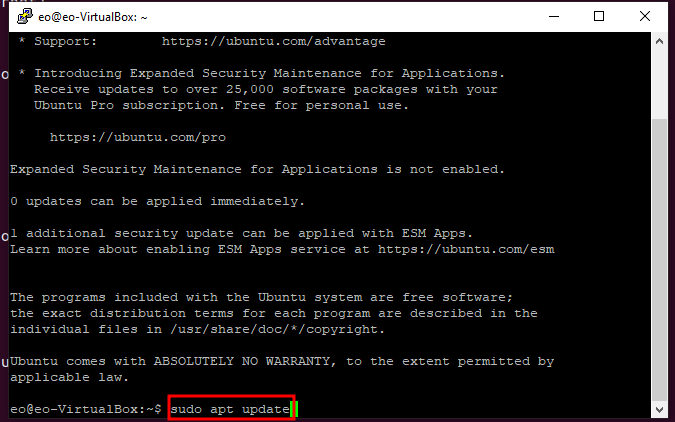 eo@eo-VirtualBox: ~
* Support:        https://ubuntu.com/advantage
* Introducing Expanded Security Maintenance for Applications.
Receive updates to over 25,000 software packages with your
Ubuntu Pro subscription. Free for personal use.
https://ubuntu.com/pro
Expanded Security Maintenance for Applications is not enabled.
0 updates can be applied immediately.
1 additional security update can be applied with ESM Apps.
Learn more about enabling ESM Apps service at https://ubuntu.com/esm
The programs included with the Ubuntu system are free software;
the exact distribution terms for each program are described in the
individual files in /usr/share/doc/*/copyright.
Ubuntu comes with ABSOLUTELY NO WARRANTY, to the extent permitted by
applicable law.
eo@eo-VirtualBox:~$ sudo apt update